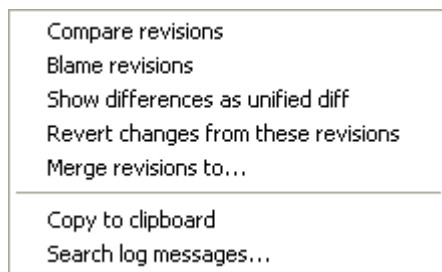 Compare revisions
Blame revisions
Show differences as unified diff
Revert changes from these revisions
Merge revisions to...
Copy to clipboard
Search log messages...